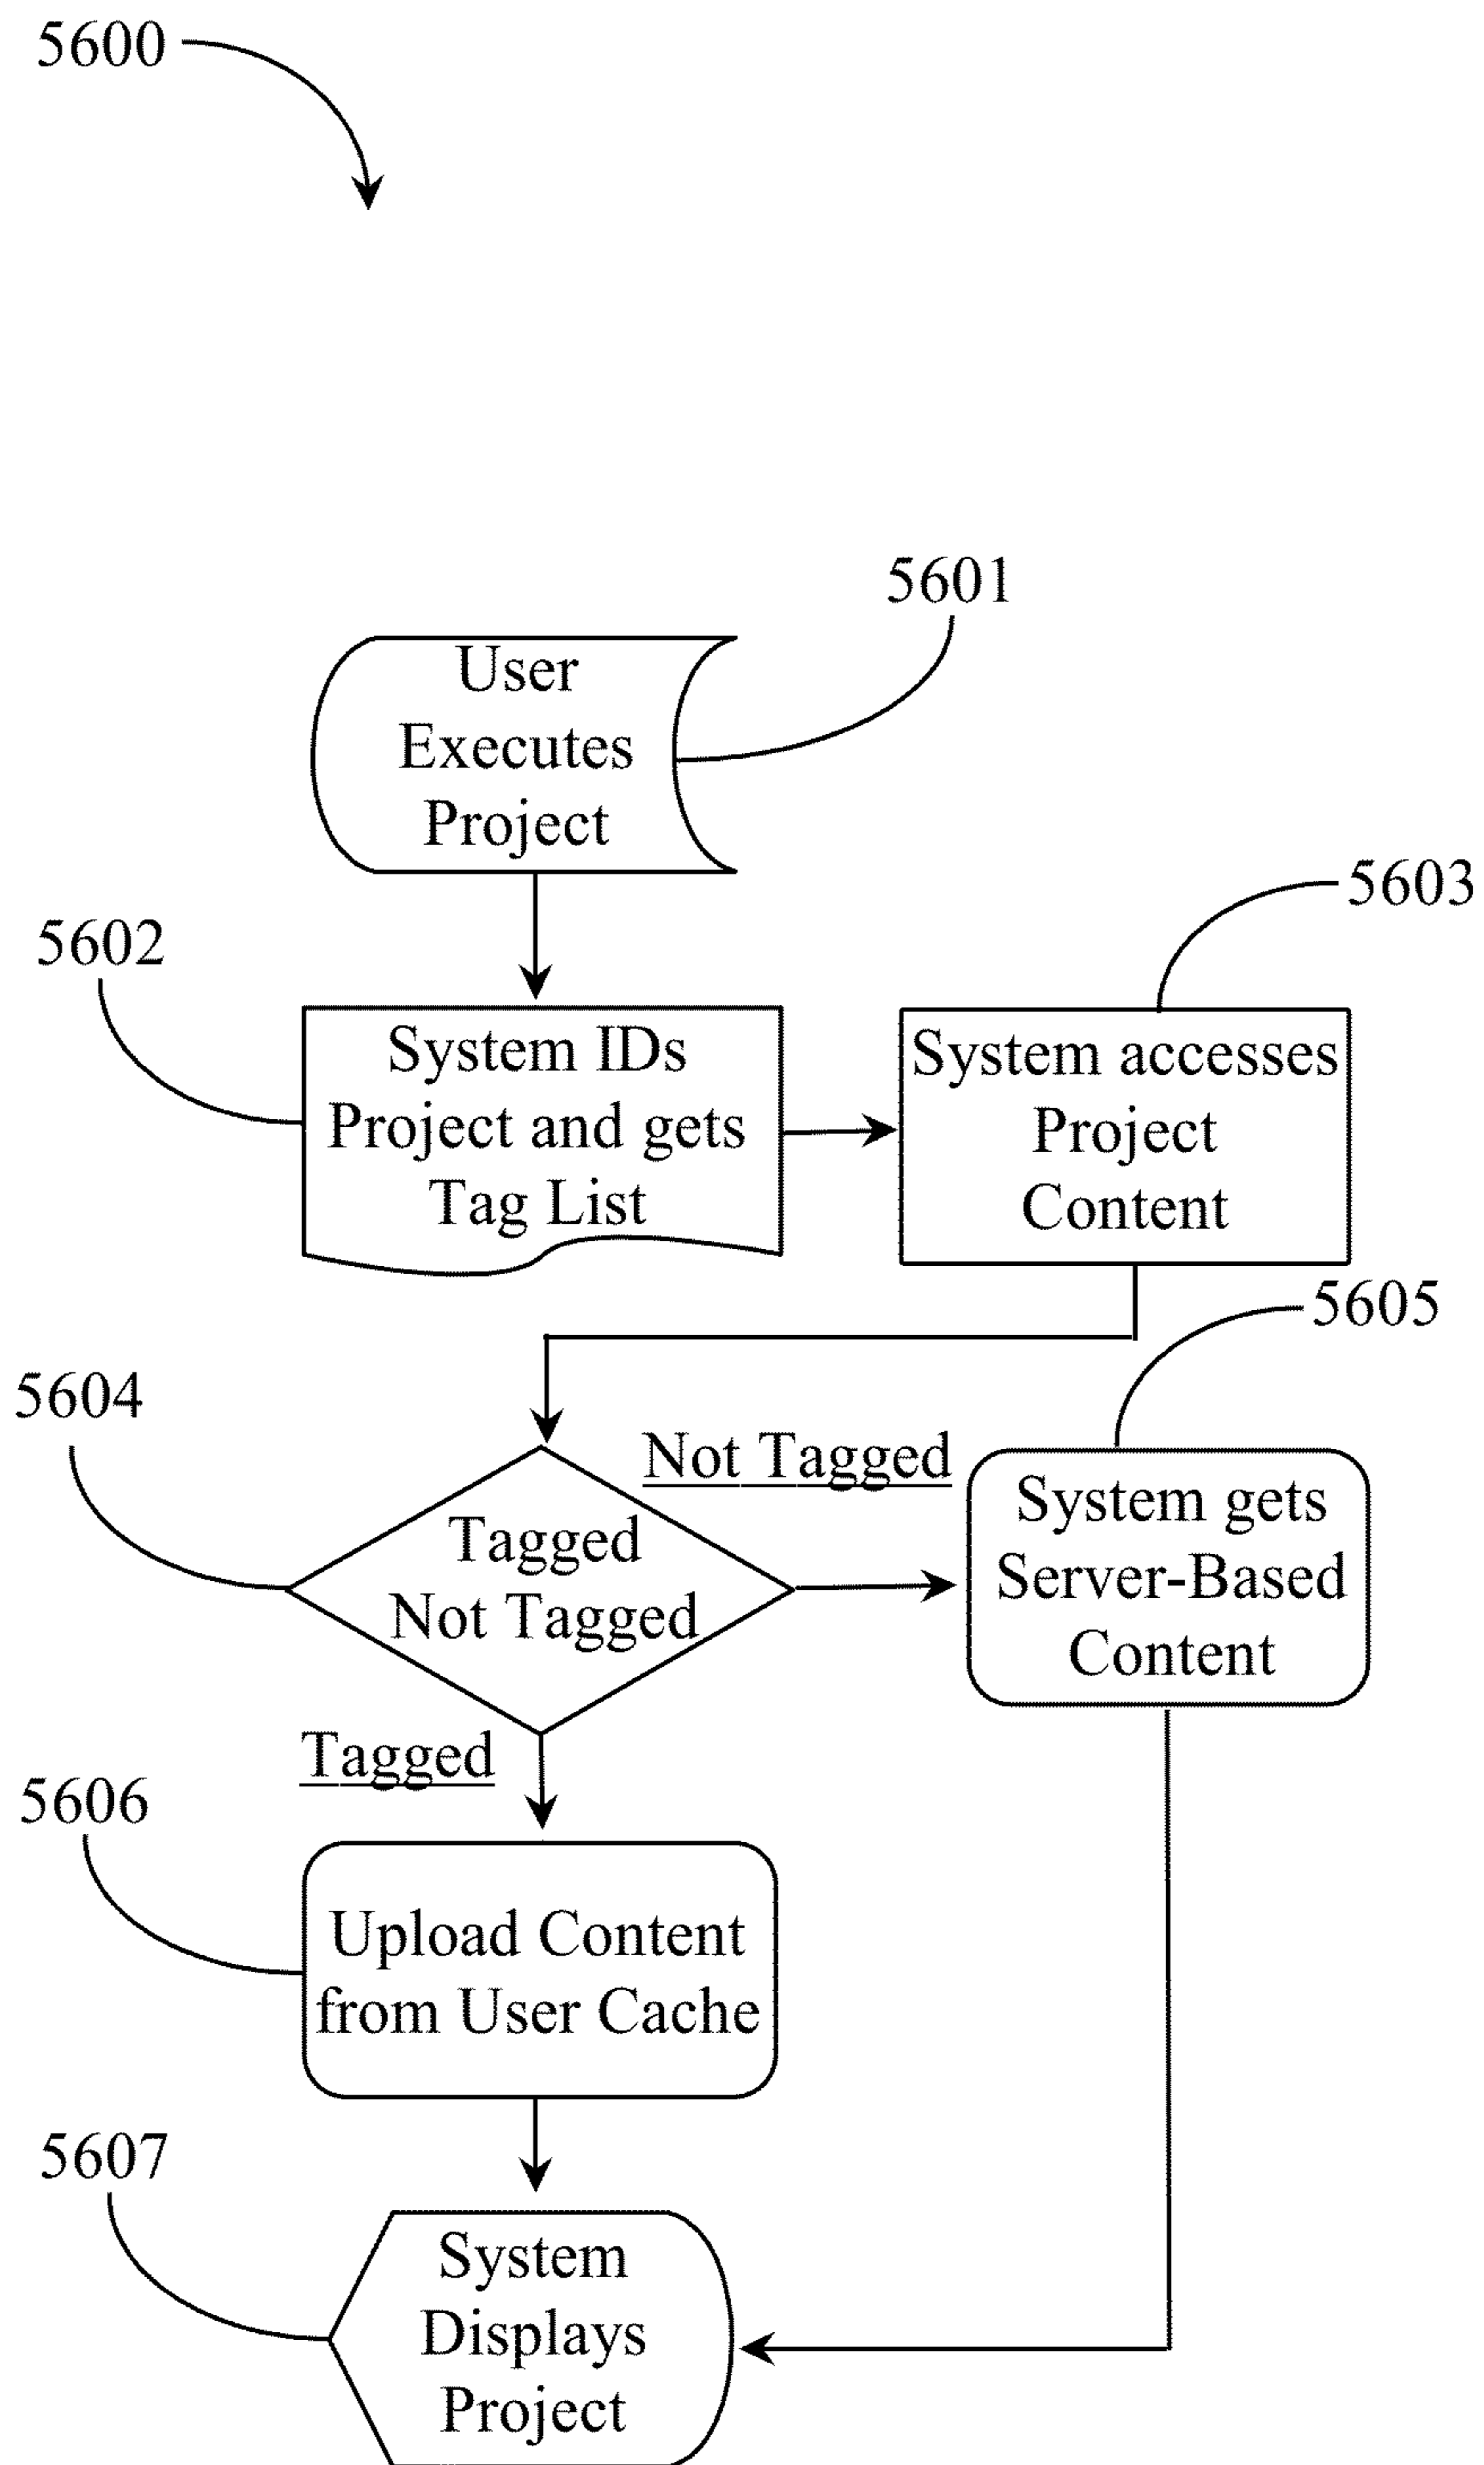 5600
5601
User
Executes
Project
5603
5602
System IDs
Project and gets
Tag List
System accesses
Project
Content
5605
5604
Not Tagged
Tagged
Not Tagged
System gets
Server-Based
Content
Tagged
5606
Upload Content
from User Cache
5607
System
Displays
Project